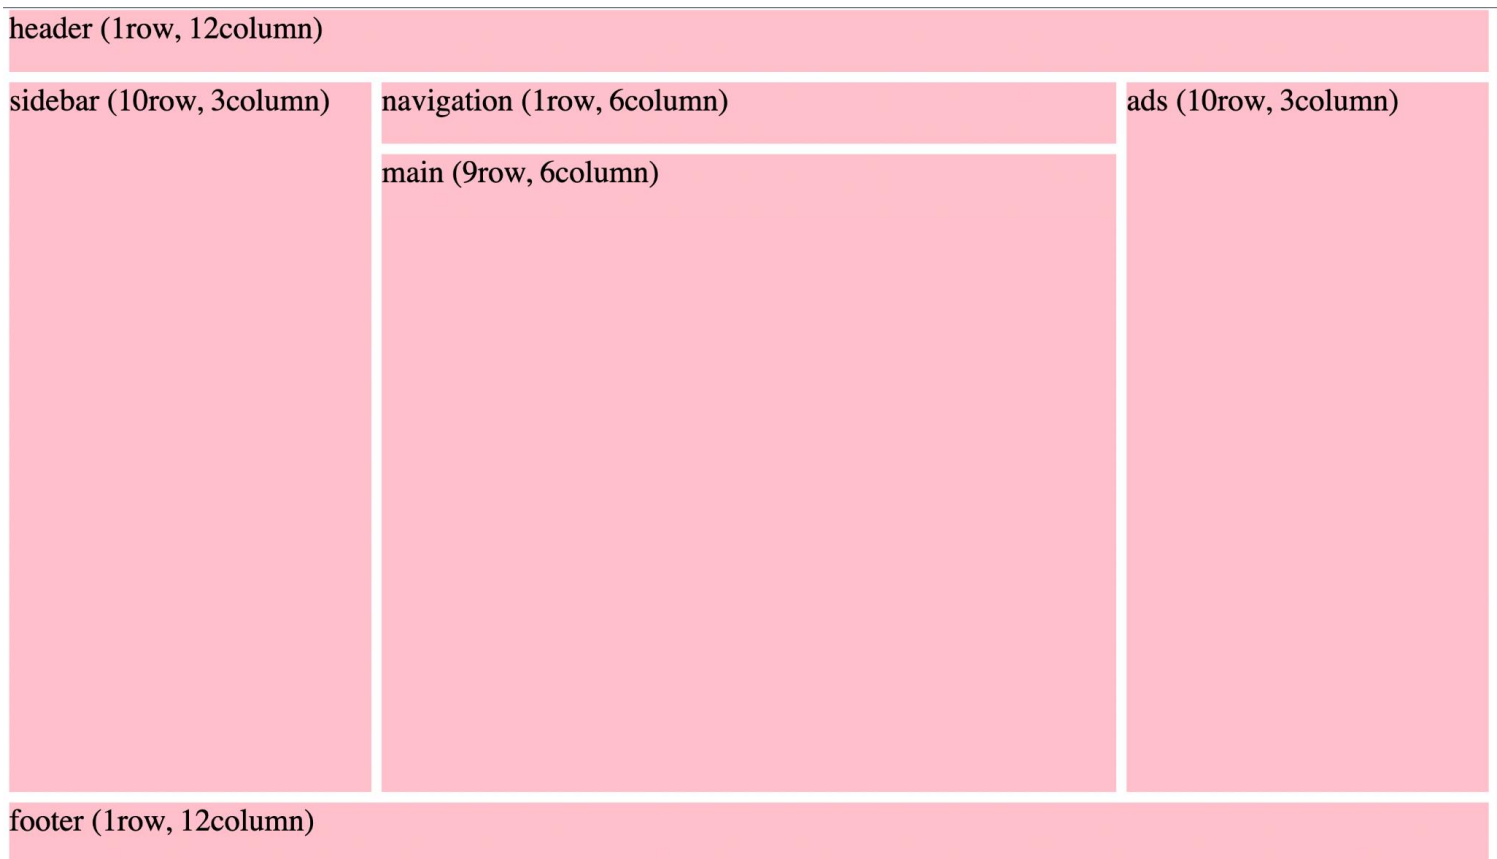 header (1row, 12column)
sidebar (10row, 3column)
navigation (1row, 6column)
ads (10row, 3column)
main (9row, 6column)
footer (1row, 12column)